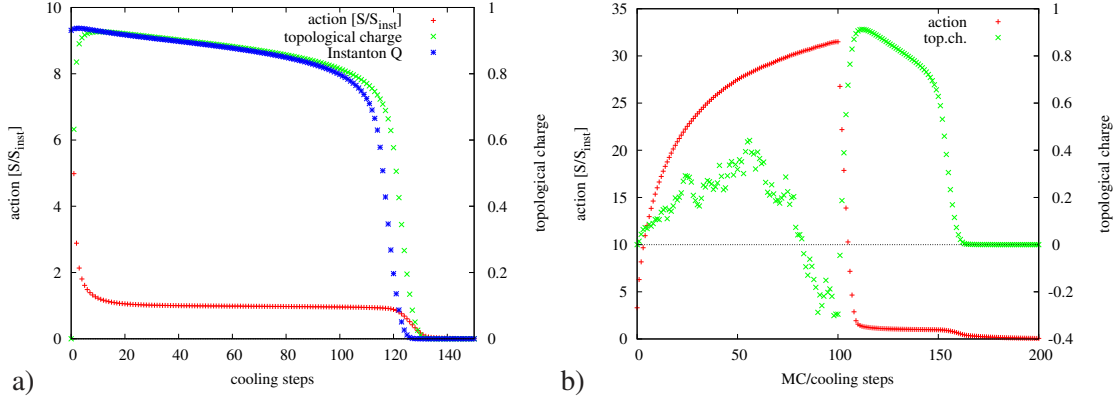 action [S/S_inst]
topological charge
Instanton Q
10
8
6
4
2
0
1
0.8
0.6
0.4
0.2
0
0 20 40 60 80 100 120 140
action [S/S_inst]
topological charge
cooling steps
a)
action
top.ch.
35
30
25
20
15
10
5
0
1
0.8
0.6
0.4
0.2
0
-0.2
-0.4
0 50 100 150 200
action [S/S_inst]
topological charge
MC/cooling steps
b)